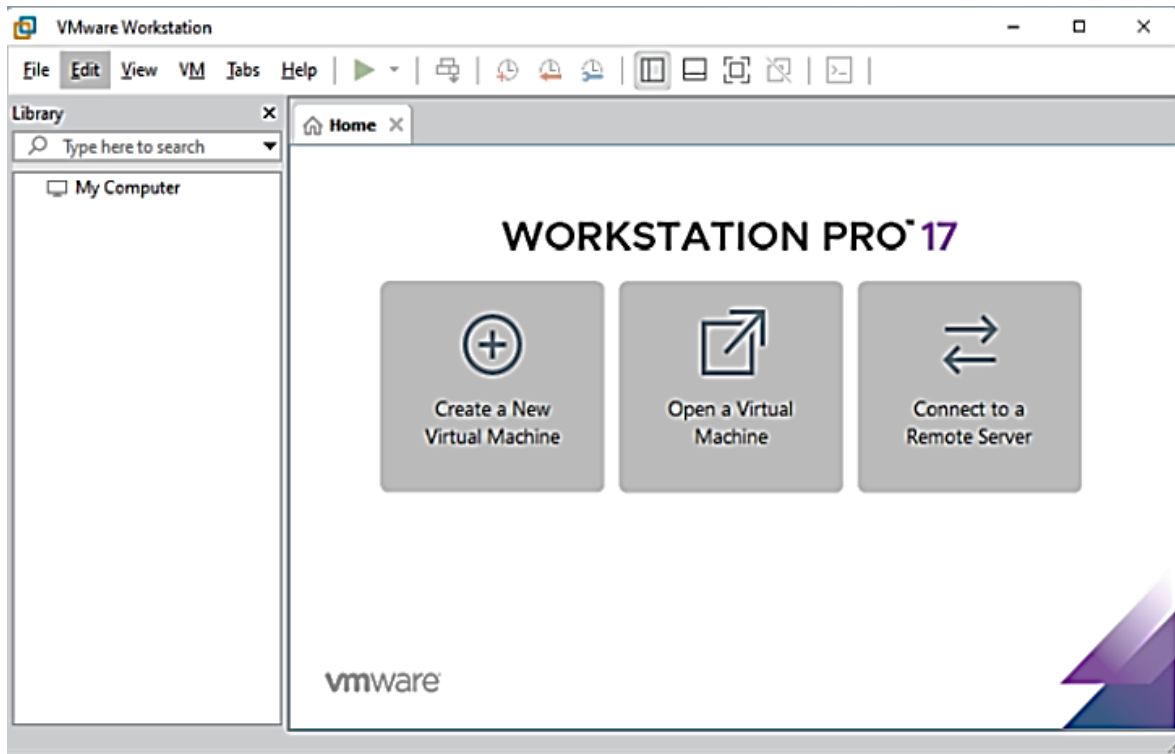 VMware Workstation
File Edit View VM Tabs Help
Library
Type here to search
My Computer
Home
WORKSTATION PRO™ 17
Create a New
Virtual Machine
Open a Virtual
Machine
Connect to a
Remote Server
vmware